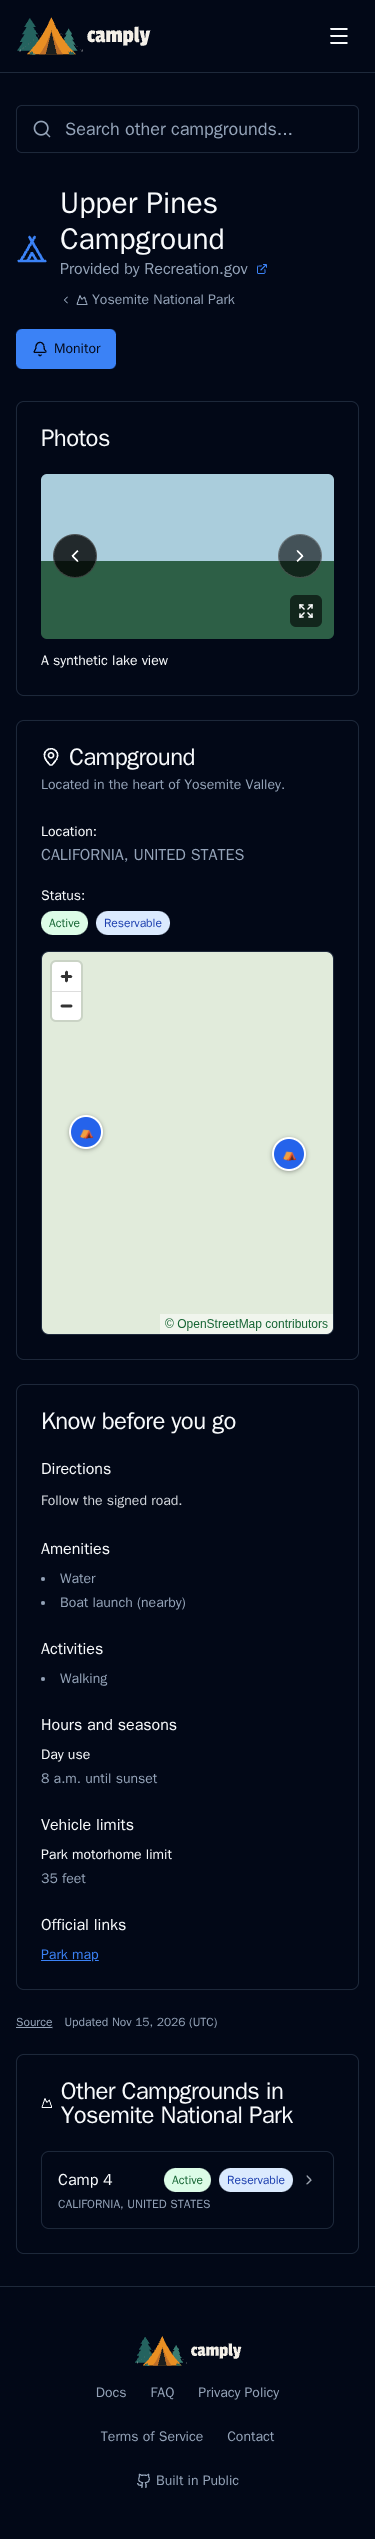 camply
Search other campgrounds...
Upper Pines
Campground
Provided by Recreation.gov
Yosemite National Park
Monitor
Photos
A synthetic lake view
Campground
Located in the heart of Yosemite Valley.
Location:
CALIFORNIA, UNITED STATES
Status:
Active Reservable
+
−
© OpenStreetMap contributors
Know before you go
Directions
Follow the signed road.
Amenities
• Water
• Boat launch (nearby)
Activities
• Walking
Hours and seasons
Day use
8 a.m. until sunset
Vehicle limits
Park motorhome limit
35 feet
Official links
Park map
Source Updated Nov 15, 2026 (UTC)
Other Campgrounds in
Yosemite National Park
Camp 4 Active Reservable
CALIFORNIA, UNITED STATES
camply
Docs FAQ Privacy Policy
Terms of Service Contact
Built in Public